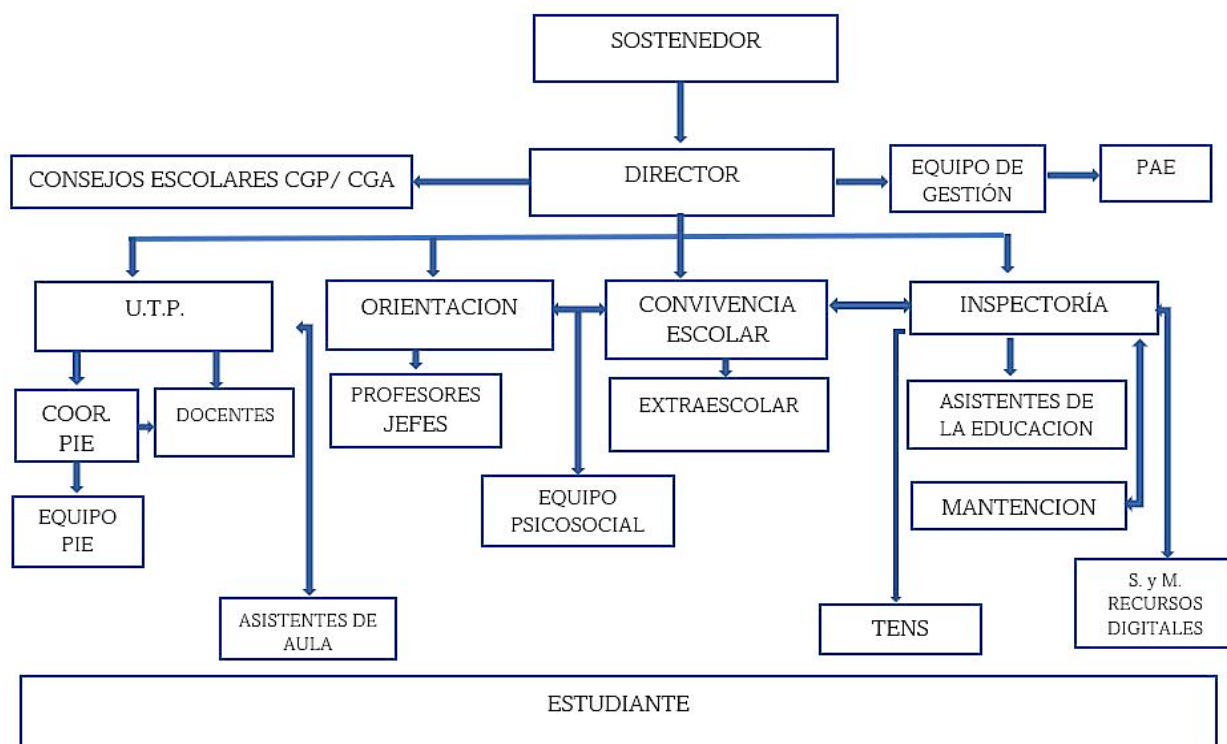 SOSTENEDOR
CONSEJOS ESCOLARES CGP/ CGA
DIRECTOR
EQUIPO DE
GESTIÓN
PAE
U.T.P.
ORIENTACION
CONVIVENCIA
ESCOLAR
INSPECTORÍA
COOR.
PIE
DOCENTES
PROFESORES
JEFES
EXTRAESCOLAR
ASISTENTES DE
LA EDUCACION
EQUIPO
PIE
EQUIPO
PSICOSOCIAL
MANTENCION
ASISTENTES DE
AULA
TENS
S. y M.
RECURSOS
DIGITALES
ESTUDIANTE